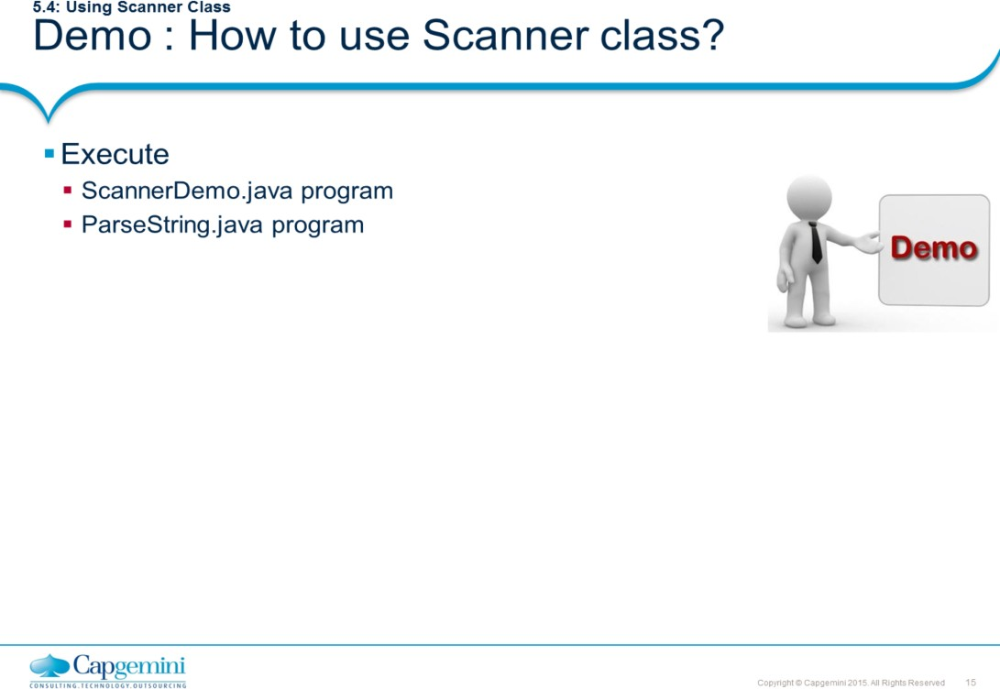 5.4: Using Scanner Class
Demo : How to use Scanner class?
Execute
ScannerDemo.java program
ParseString.java program
Demo
Capgemini
CONSULTING.TECHNOLOGY.OUTSOURCING
Copyright © Capgemini 2015. All Rights Reserved 15